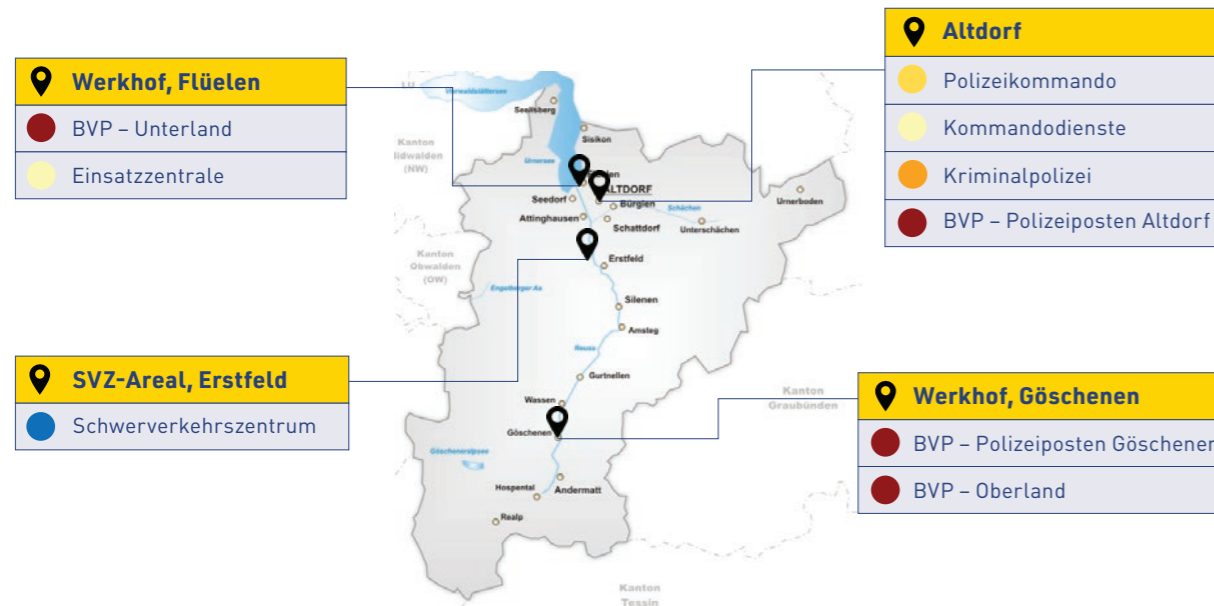 Werkhof, Flüelen
BVP – Unterland
Einsatzzentrale
SVZ-Areal, Erstfeld
Schwerverkehrszentrum
Altdorf
Polizeikommando
Kommandodienste
Kriminalpolizei
BVP – Polizeiposten Altdorf
Werkhof, Göschenen
BVP – Polizeiposten Göschenen
BVP – Oberland
LU
Vierwaldstättersee
Seelisberg
Sisikon
Kanton
Nidwalden
(NW)
Urnersee
ALTDORF
Seedorf
Bürglen
Schächen
Urnerboden
Attinghausen
Schattdorf
Unterschächen
Kanton
Obwalden
(OW)
Erstfeld
Engelberger Aa
Silenen
Amsteg
Reuss
Gurtnellen
Kanton
Graubünden
Wassen
Göschenen
Göscheneralpsee
Andermatt
Hospental
Realp
Kanton
Tessin